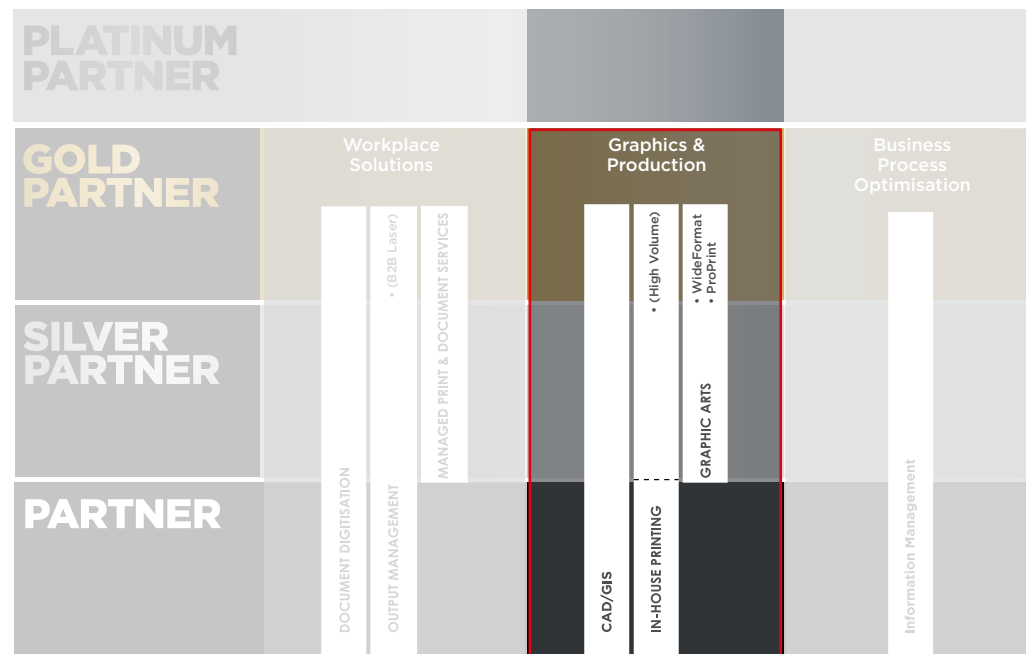 PLATINUM
PARTNER
GOLD
PARTNER
Workplace
Solutions
Graphics &
Production
Business
Process
Optimisation
SILVER
PARTNER
PARTNER
DOCUMENT DIGITISATION
• (B2B Laser)
OUTPUT MANAGEMENT
MANAGED PRINT & DOCUMENT SERVICES
CAD/GIS
• (High Volume)
IN-HOUSE PRINTING
• WideFormat
• ProPrint
GRAPHIC ARTS
Information Management